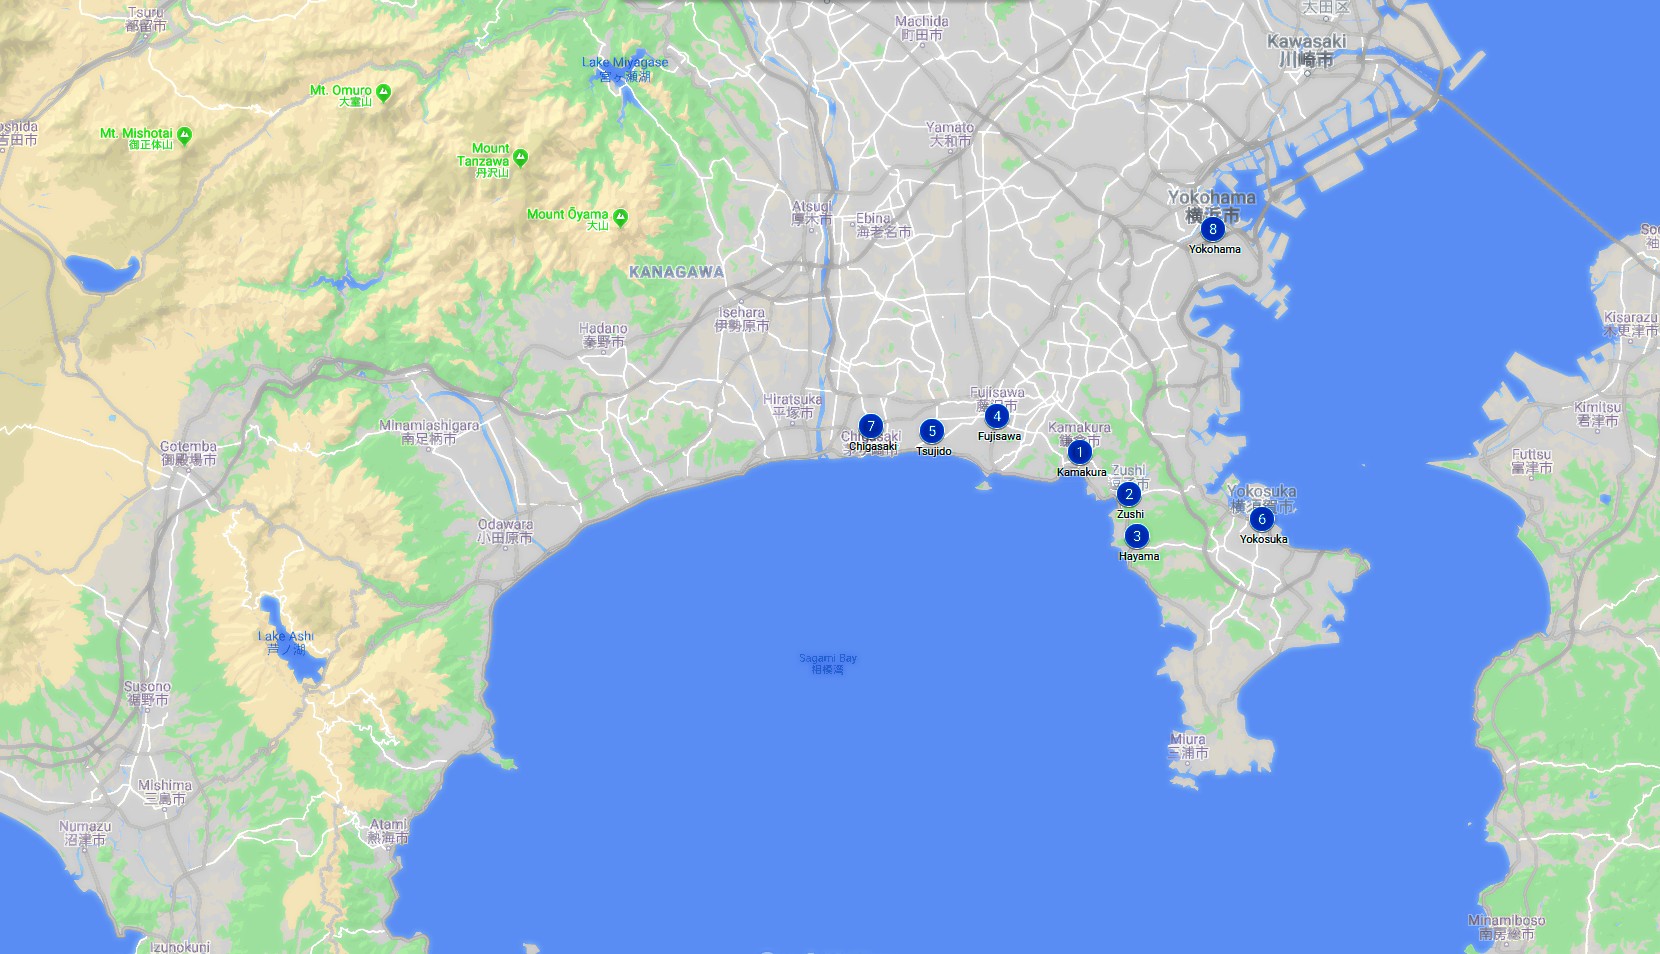 Tsuru
都留市
Machida
町田市
大田区
Kawasaki
川崎市
Lake Miyagase
宮ヶ瀬湖
Mt. Omuro
大室山
Mt. Mishotai
御正体山
oshida
吉田市
Mount
Tanzawa
丹沢山
Yamato
大和市
Mount Ōyama
大山
Atsugi
厚木市
Ebina
海老名市
Yokohama
横浜市
8
Yokohama
KANAGAWA
Isehara
伊勢原市
Hadano
秦野市
So
袖
Kisarazu
木更津市
Hiratsuka
平塚市
Fujisawa
藤沢市
4
Fujisawa
7
Chigasaki
5
Tsujido
Kamakura
鎌倉市
1
Kamakura
Zushi
逗子市
2
Zushi
3
Hayama
Yokosuka
横須賀市
6
Yokosuka
Kimitsu
君津市
Futtsu
富津市
Minamiashigara
南足柄市
Gotemba
御殿場市
Odawara
小田原市
Lake Ashi
芦ノ湖
Sagami Bay
相模湾
Susono
裾野市
Miura
三浦市
Mishima
三島市
Numazu
沼津市
Atami
熱海市
Minamiboso
南房総市
Izunokuni